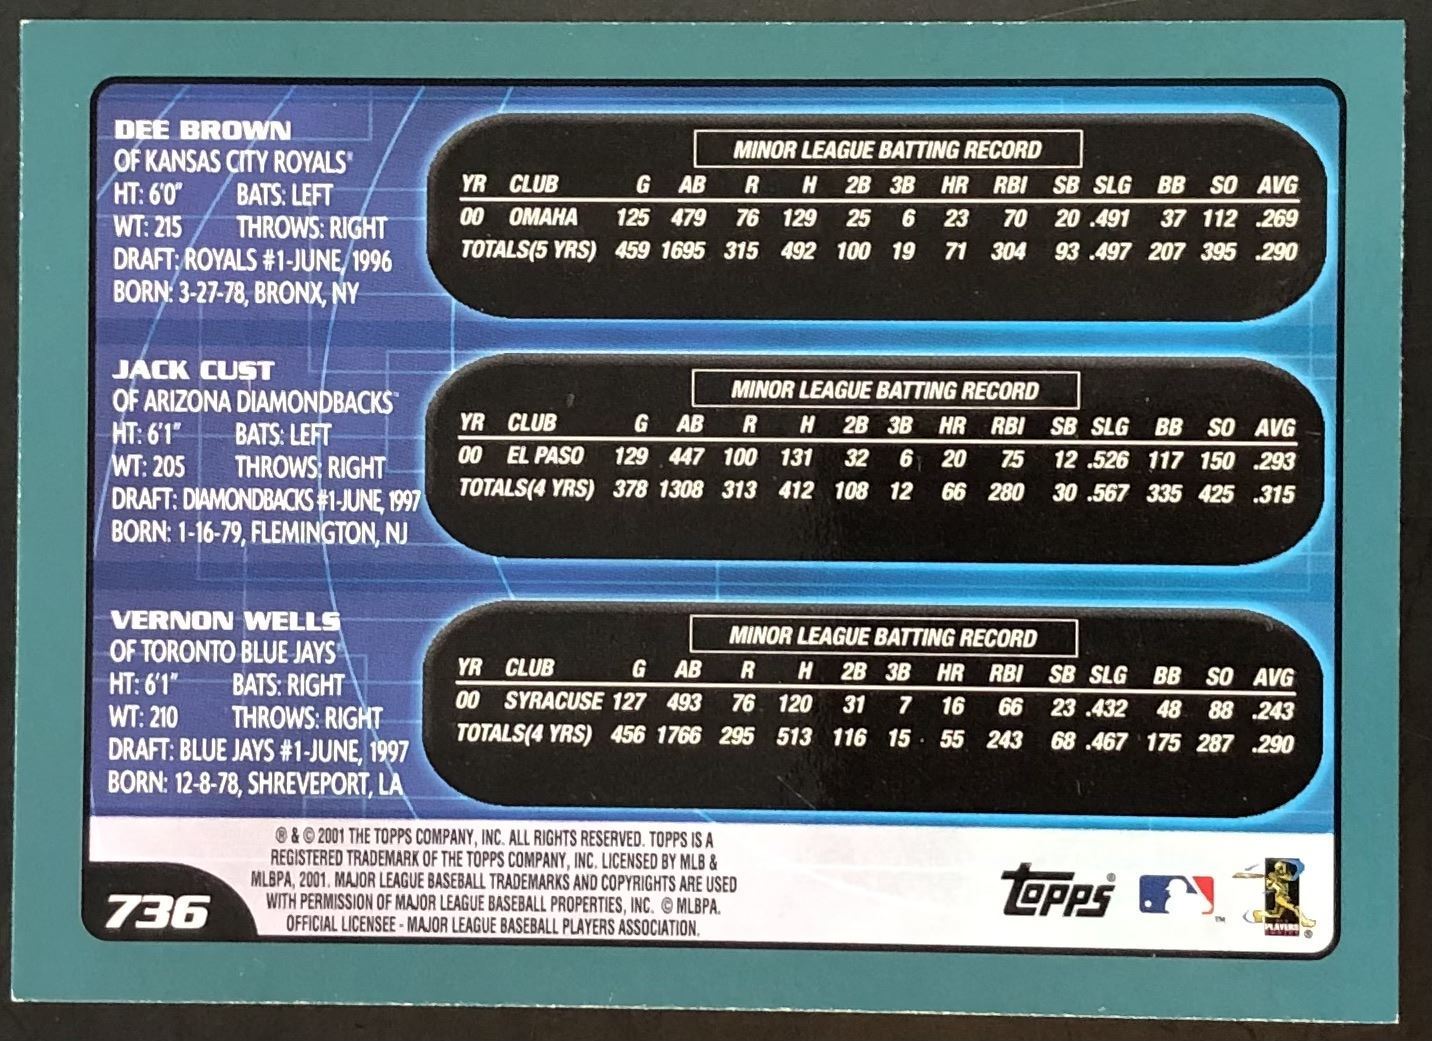 DEE BROWN
OF KANSAS CITY ROYALS®
HT: 6'0" BATS: LEFT
WT: 215 THROWS: RIGHT
DRAFT: ROYALS #1-JUNE, 1996
BORN: 3-27-78, BRONX, NY
MINOR LEAGUE BATTING RECORD
YR CLUB G AB R H 2B 3B HR RBI SB SLG BB SO AVG
00 OMAHA 125 479 76 129 25 6 23 70 20 .491 37 112 .269
TOTALS(5 YRS) 459 1695 315 492 100 19 71 304 93 .497 207 395 .290
JACK CUST
OF ARIZONA DIAMONDBACKS™
HT: 6'1" BATS: LEFT
WT: 205 THROWS: RIGHT
DRAFT: DIAMONDBACKS #1-JUNE, 1997
BORN: 1-16-79, FLEMINGTON, NJ
MINOR LEAGUE BATTING RECORD
YR CLUB G AB R H 2B 3B HR RBI SB SLG BB SO AVG
00 EL PASO 129 447 100 131 32 6 20 75 12 .526 117 150 .293
TOTALS(4 YRS) 378 1308 313 412 108 12 66 280 30 .567 335 425 .315
VERNON WELLS
OF TORONTO BLUE JAYS
HT: 6'1" BATS: RIGHT
WT: 210 THROWS: RIGHT
DRAFT: BLUE JAYS #1-JUNE, 1997
BORN: 12-8-78, SHREVEPORT, LA
MINOR LEAGUE BATTING RECORD
YR CLUB G AB R H 2B 3B HR RBI SB SLG BB SO AVG
00 SYRACUSE 127 493 76 120 31 7 16 66 23 .432 48 88 .243
TOTALS(4 YRS) 456 1766 295 513 116 15 55 243 68 .467 175 287 .290
® & © 2001 THE TOPPS COMPANY, INC. ALL RIGHTS RESERVED. TOPPS IS A
REGISTERED TRADEMARK OF THE TOPPS COMPANY, INC. LICENSED BY MLB &
MLBPA, 2001. MAJOR LEAGUE BASEBALL TRADEMARKS AND COPYRIGHTS ARE USED
WITH PERMISSION OF MAJOR LEAGUE BASEBALL PROPERTIES, INC. © MLBPA.
OFFICIAL LICENSEE - MAJOR LEAGUE BASEBALL PLAYERS ASSOCIATION.
736
Topps®
™
PLAYERS
®